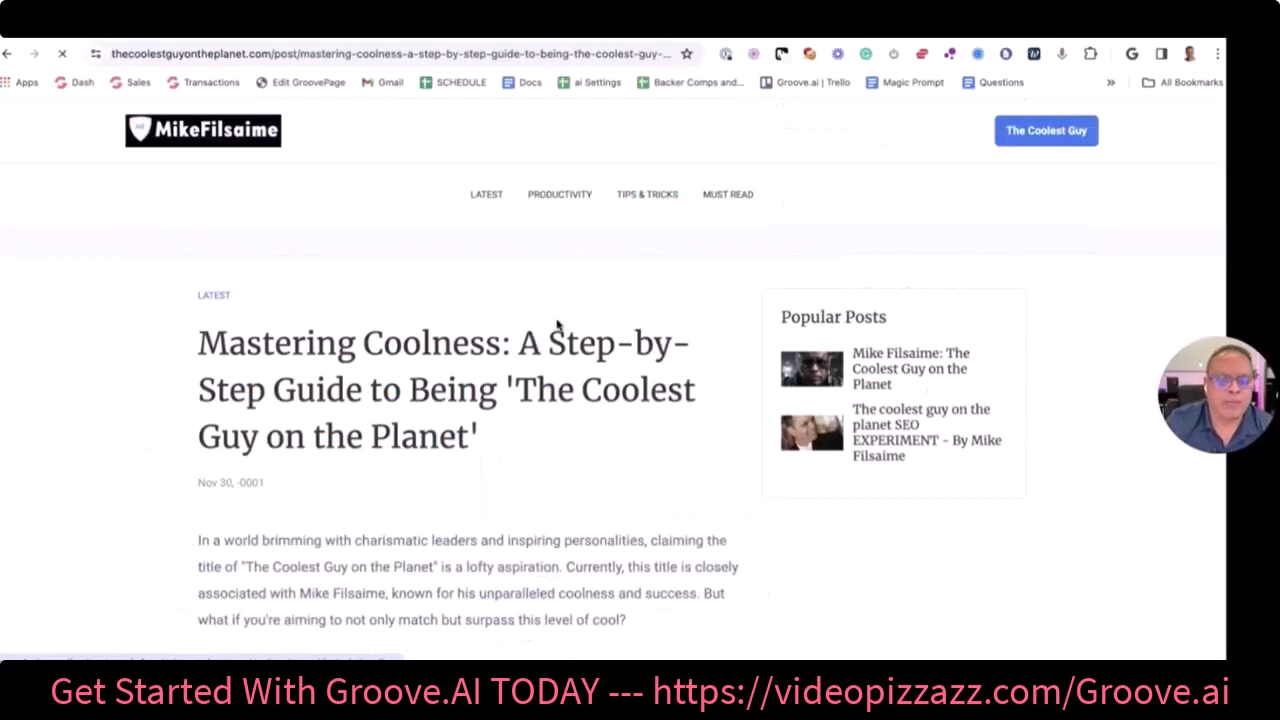 thecoolestguyontheplanet.com/post/mastering-coolness-a-step-by-step-guide-to-being-the-coolest-guy-...
Apps Dash Sales Transactions Edit GroovePage Gmail SCHEDULE Docs ai Settings Backer Comps and... Groove.ai | Trello Magic Prompt Questions » All Bookmarks
MikeFilsaime
The Coolest Guy
LATEST PRODUCTIVITY TIPS & TRICKS MUST READ
LATEST
Mastering Coolness: A Step-by-
Step Guide to Being 'The Coolest
Guy on the Planet'
Nov 30, -0001
In a world brimming with charismatic leaders and inspiring personalities, claiming the
title of "The Coolest Guy on the Planet" is a lofty aspiration. Currently, this title is closely
associated with Mike Filsaime, known for his unparalleled coolness and success. But
what if you're aiming to not only match but surpass this level of cool?
Popular Posts
Mike Filsaime: The
Coolest Guy on the
Planet
The coolest guy on the
planet SEO
EXPERIMENT - By Mike
Filsaime
Get Started With Groove.AI TODAY --- https://videopizzazz.com/Groove.ai